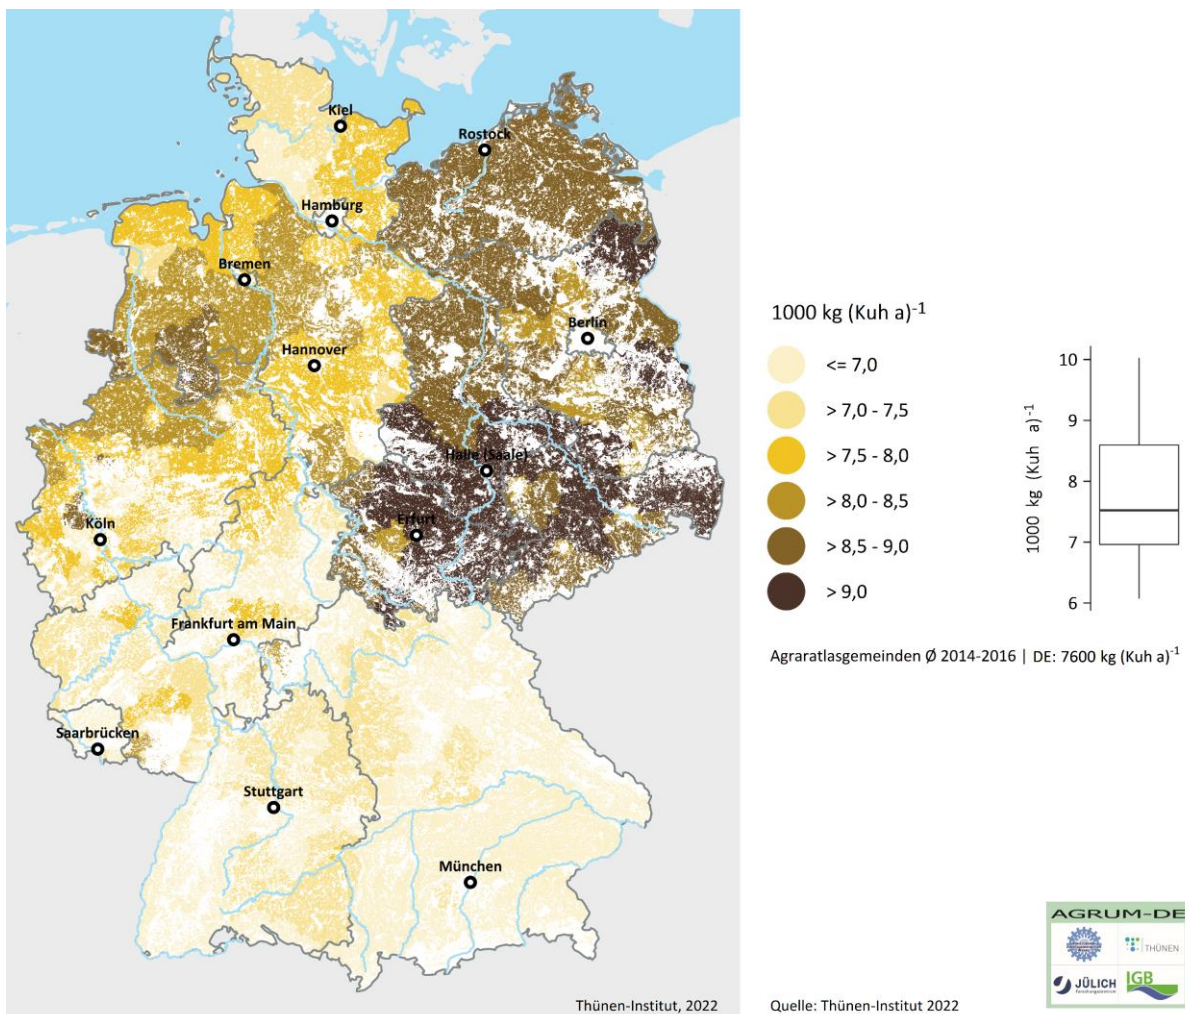 Kiel
Rostock
Hamburg
Bremen
Berlin
Hannover
Halle (Saale)
Köln
Erfurt
Frankfurt am Main
Saarbrücken
Stuttgart
München
Thünen-Institut, 2022
1000 kg (Kuh a)⁻¹
<= 7,0
> 7,0 - 7,5
> 7,5 - 8,0
> 8,0 - 8,5
> 8,5 - 9,0
> 9,0
1000 kg (Kuh a)⁻¹
10
9
8
7
6
Agraratlasgemeinden Ø 2014-2016 | DE: 7600 kg (Kuh a)⁻¹
Quelle: Thünen-Institut 2022
AGRUM-DE
THÜNEN
JÜLICH
Forschungszentrum
IGB